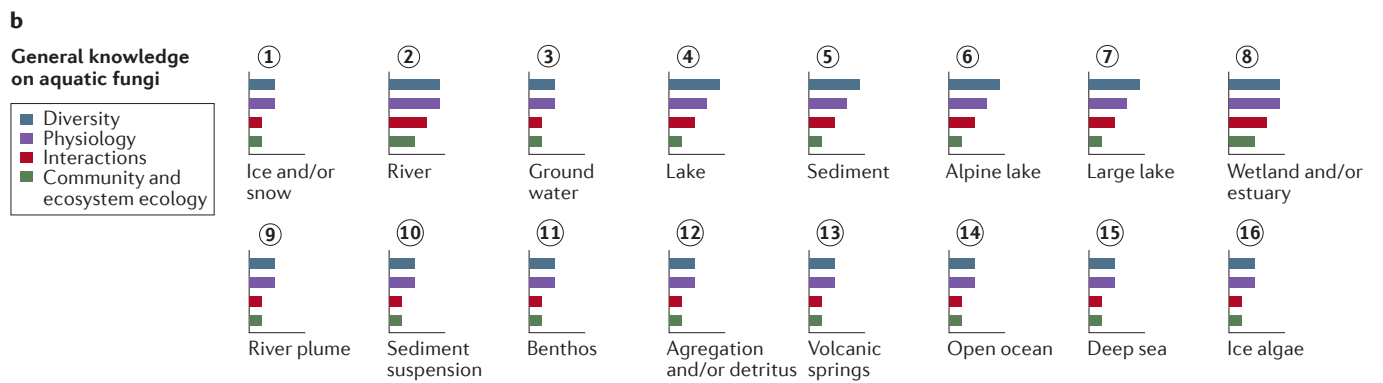 b
General knowledge
on aquatic fungi
Diversity
Physiology
Interactions
Community and
ecosystem ecology
1
2
3
4
5
6
7
8
Ice and/or
snow
River
Ground
water
Lake
Sediment
Alpine lake
Large lake
Wetland and/or
estuary
9
10
11
12
13
14
15
16
River plume
Sediment
suspension
Benthos
Agregation
and/or detritus
Volcanic
springs
Open ocean
Deep sea
Ice algae